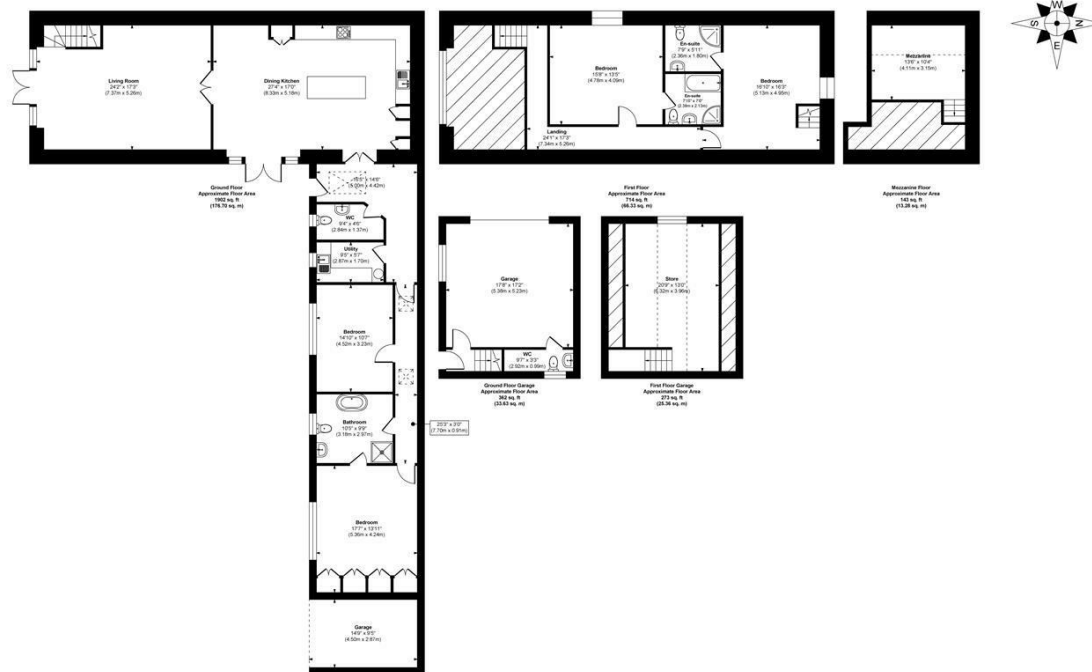 W
S
N
E
Living Room
24'2" x 17'3"
(7.37m x 5.26m)
Dining Kitchen
27'4" x 17'0"
(8.33m x 5.18m)
Ground Floor
Approximate Floor Area
1902 sq. ft
(176.70 sq. m)
(5.00m x 4.42m)
WC
9'4" x 4'6"
(2.84m x 1.37m)
Utility
9'5" x 5'7"
(2.87m x 1.70m)
Bedroom
14'10" x 10'7"
(4.52m x 3.23m)
Bathroom
10'5" x 9'9"
(3.18m x 2.97m)
25'3" x 3'0"
(7.70m x 0.91m)
Bedroom
17'7" x 13'11"
(5.36m x 4.24m)
Garage
14'9" x 9'5"
(4.50m x 2.87m)
Bedroom
15'8" x 13'5"
(4.78m x 4.09m)
En-suite
7'9" x 5'11"
(2.36m x 1.80m)
En-suite
Bedroom
16'10" x 16'3"
(5.13m x 4.95m)
Landing
24'1" x 17'3"
(7.34m x 5.26m)
First Floor
Approximate Floor Area
714 sq. ft
(66.33 sq. m)
Mezzanine
13'6" x 10'4"
(4.11m x 3.15m)
Mezzanine Floor
Approximate Floor Area
143 sq. ft
(13.28 sq. m)
Garage
17'8" x 17'2"
(5.38m x 5.23m)
WC
9'7" x 3'3"
(2.92m x 0.99m)
Ground Floor Garage
Approximate Floor Area
362 sq. ft
(33.63 sq. m)
Store
20'9" x 13'0"
(6.32m x 3.96m)
First Floor Garage
Approximate Floor Area
273 sq. ft
(25.36 sq. m)